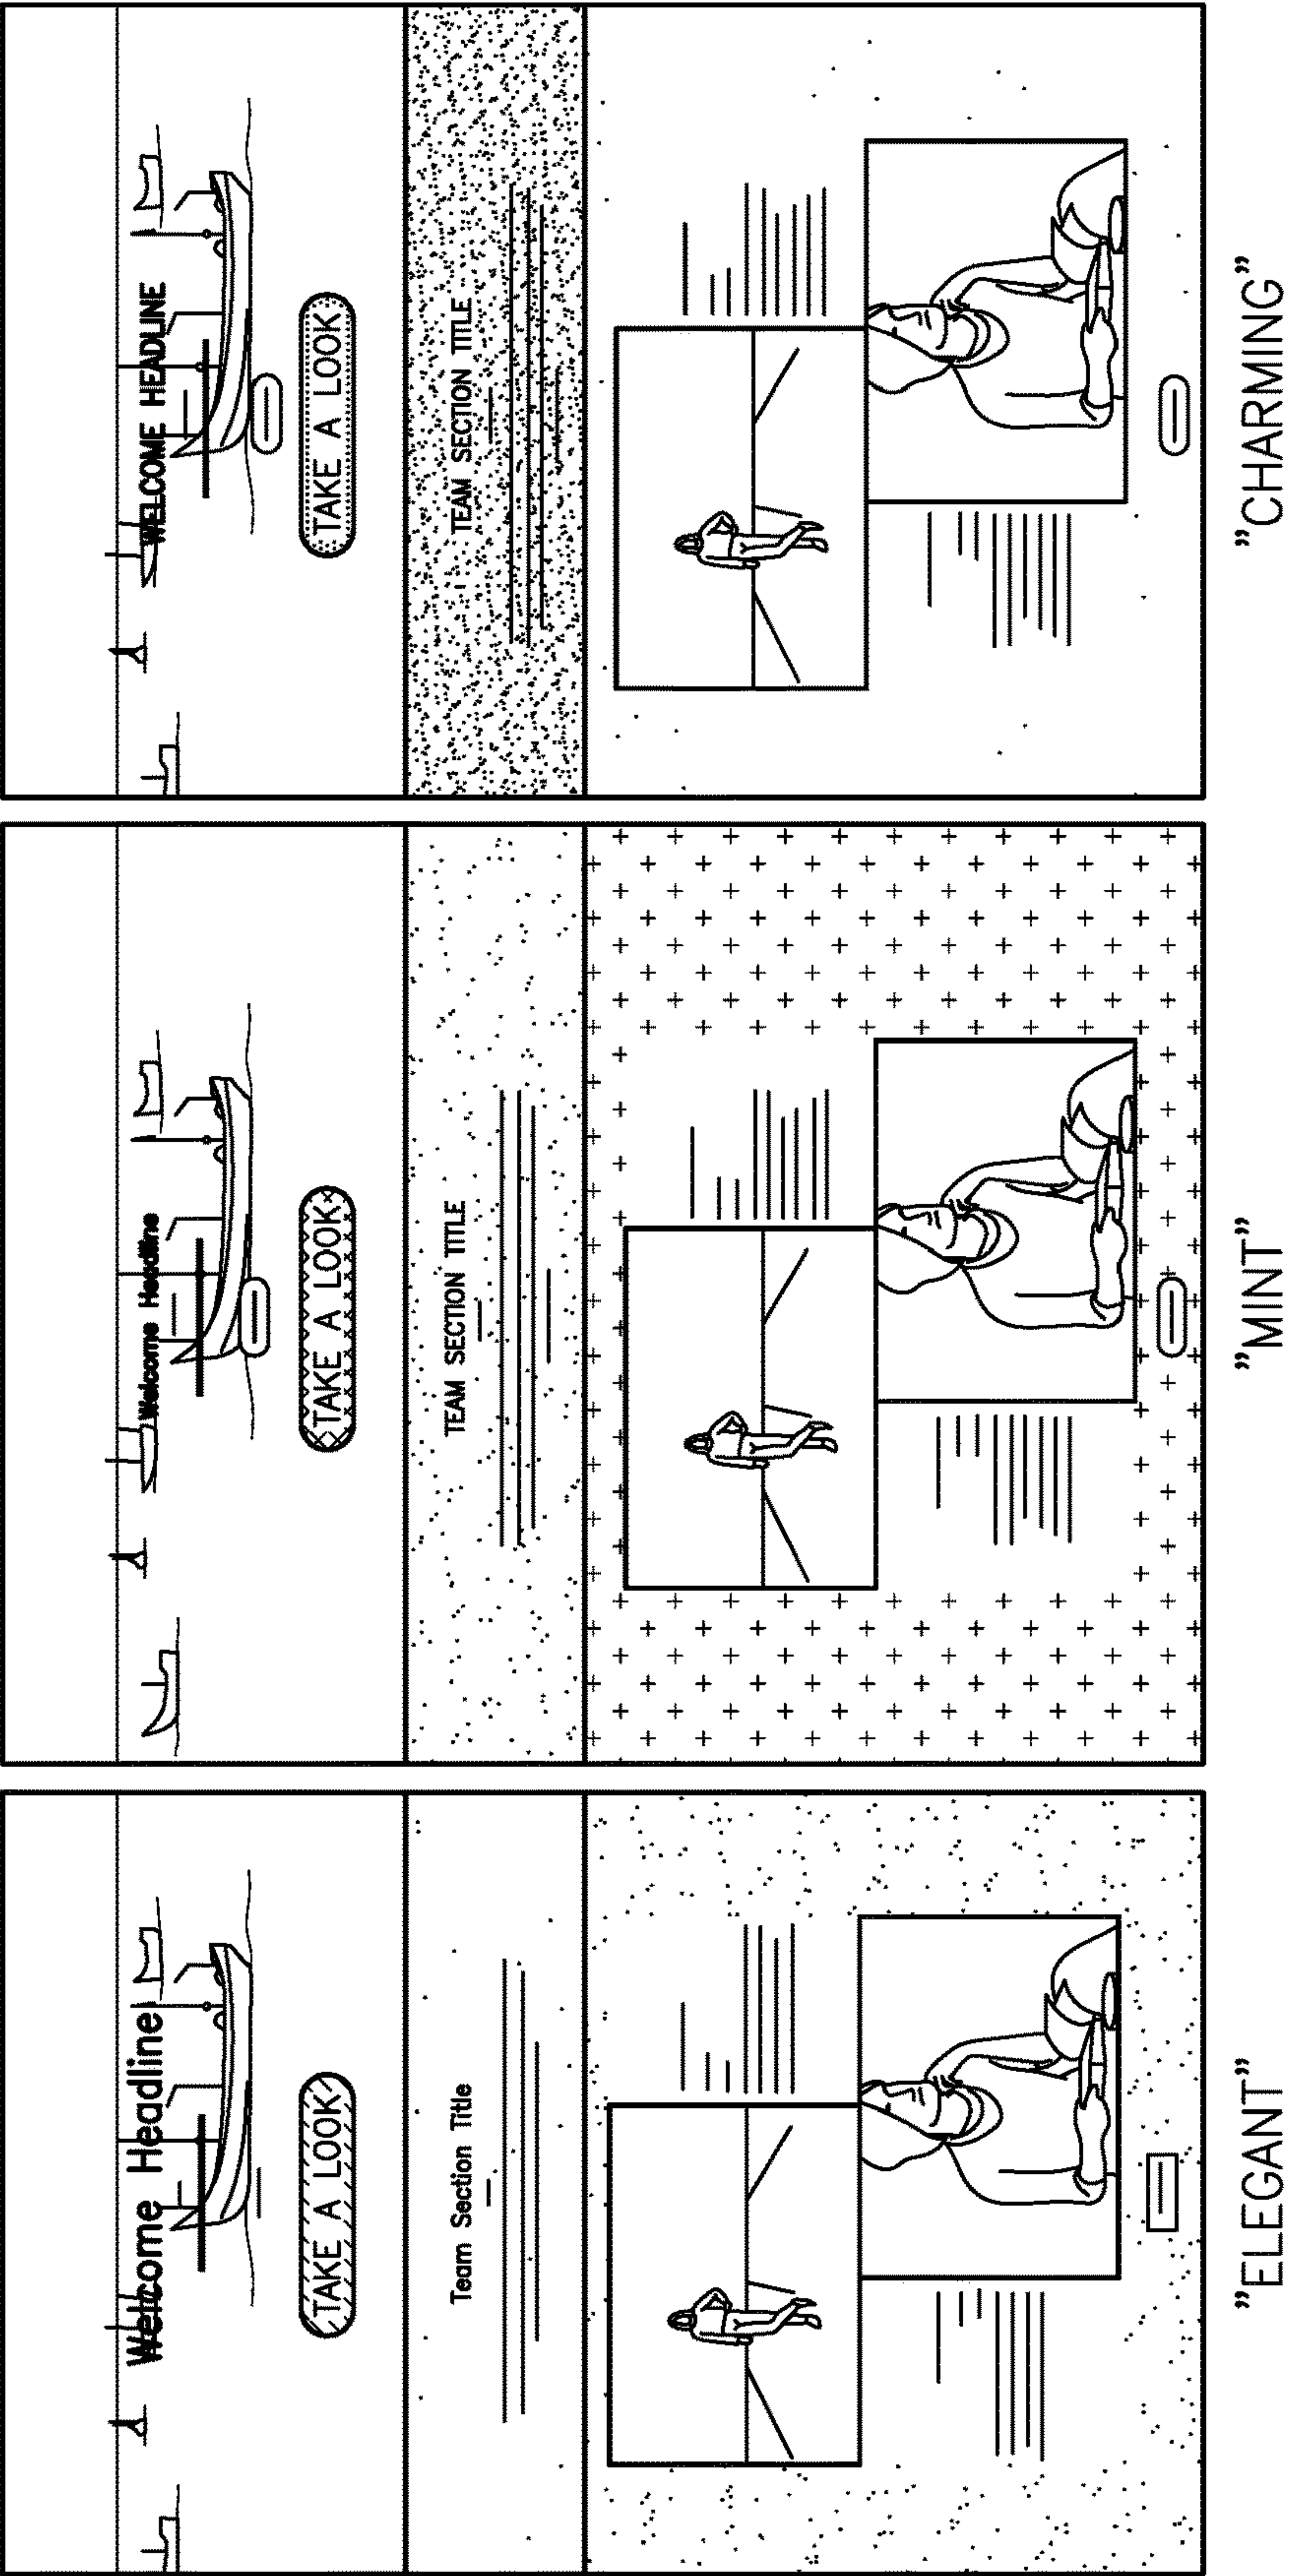 Welcome Headline
TAKE A LOOK
Team Section Title
"ELEGANT"
Welcome Headline
TAKE A LOOK
TEAM SECTION TITLE
"MINT"
WELCOME HEADLINE
TAKE A LOOK
TEAM SECTION TITLE
"CHARMING"